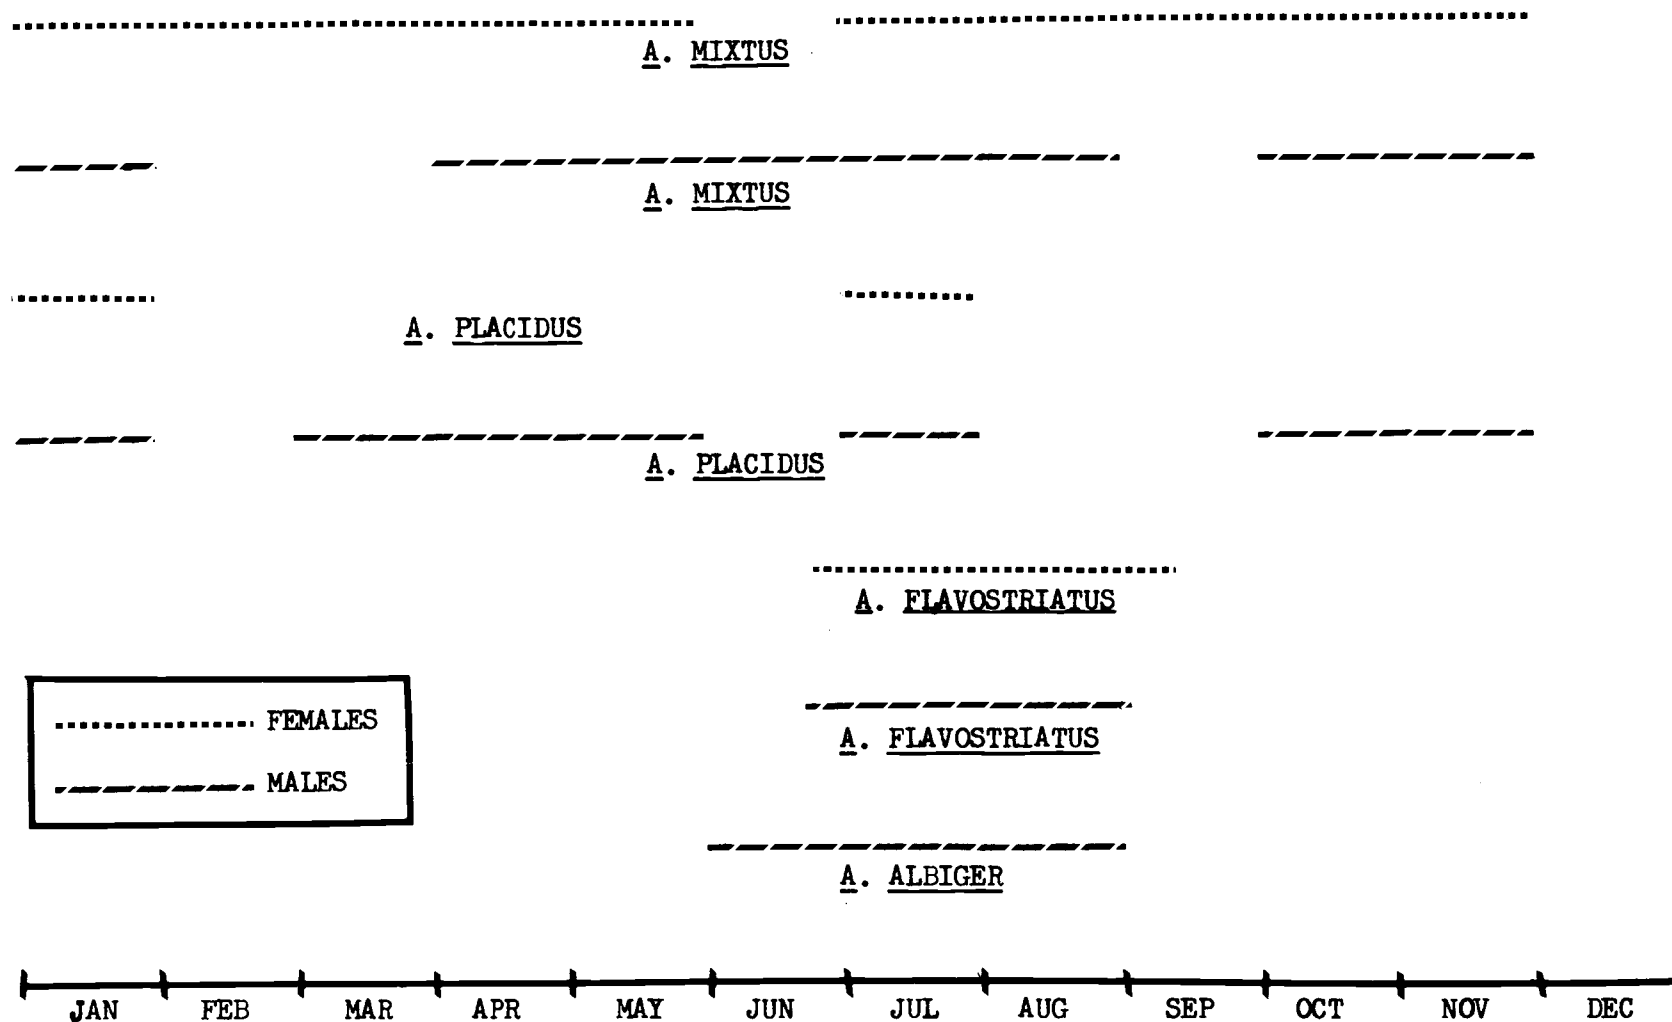 A. MIXTUS
A. MIXTUS
A. PLACIDUS
A. PLACIDUS
A. FLAVOSTRIATUS
FEMALES
A. FLAVOSTRIATUS
MALES
A. ALBIGER
JAN FEB MAR APR MAY JUN JUL AUG SEP OCT NOV DEC